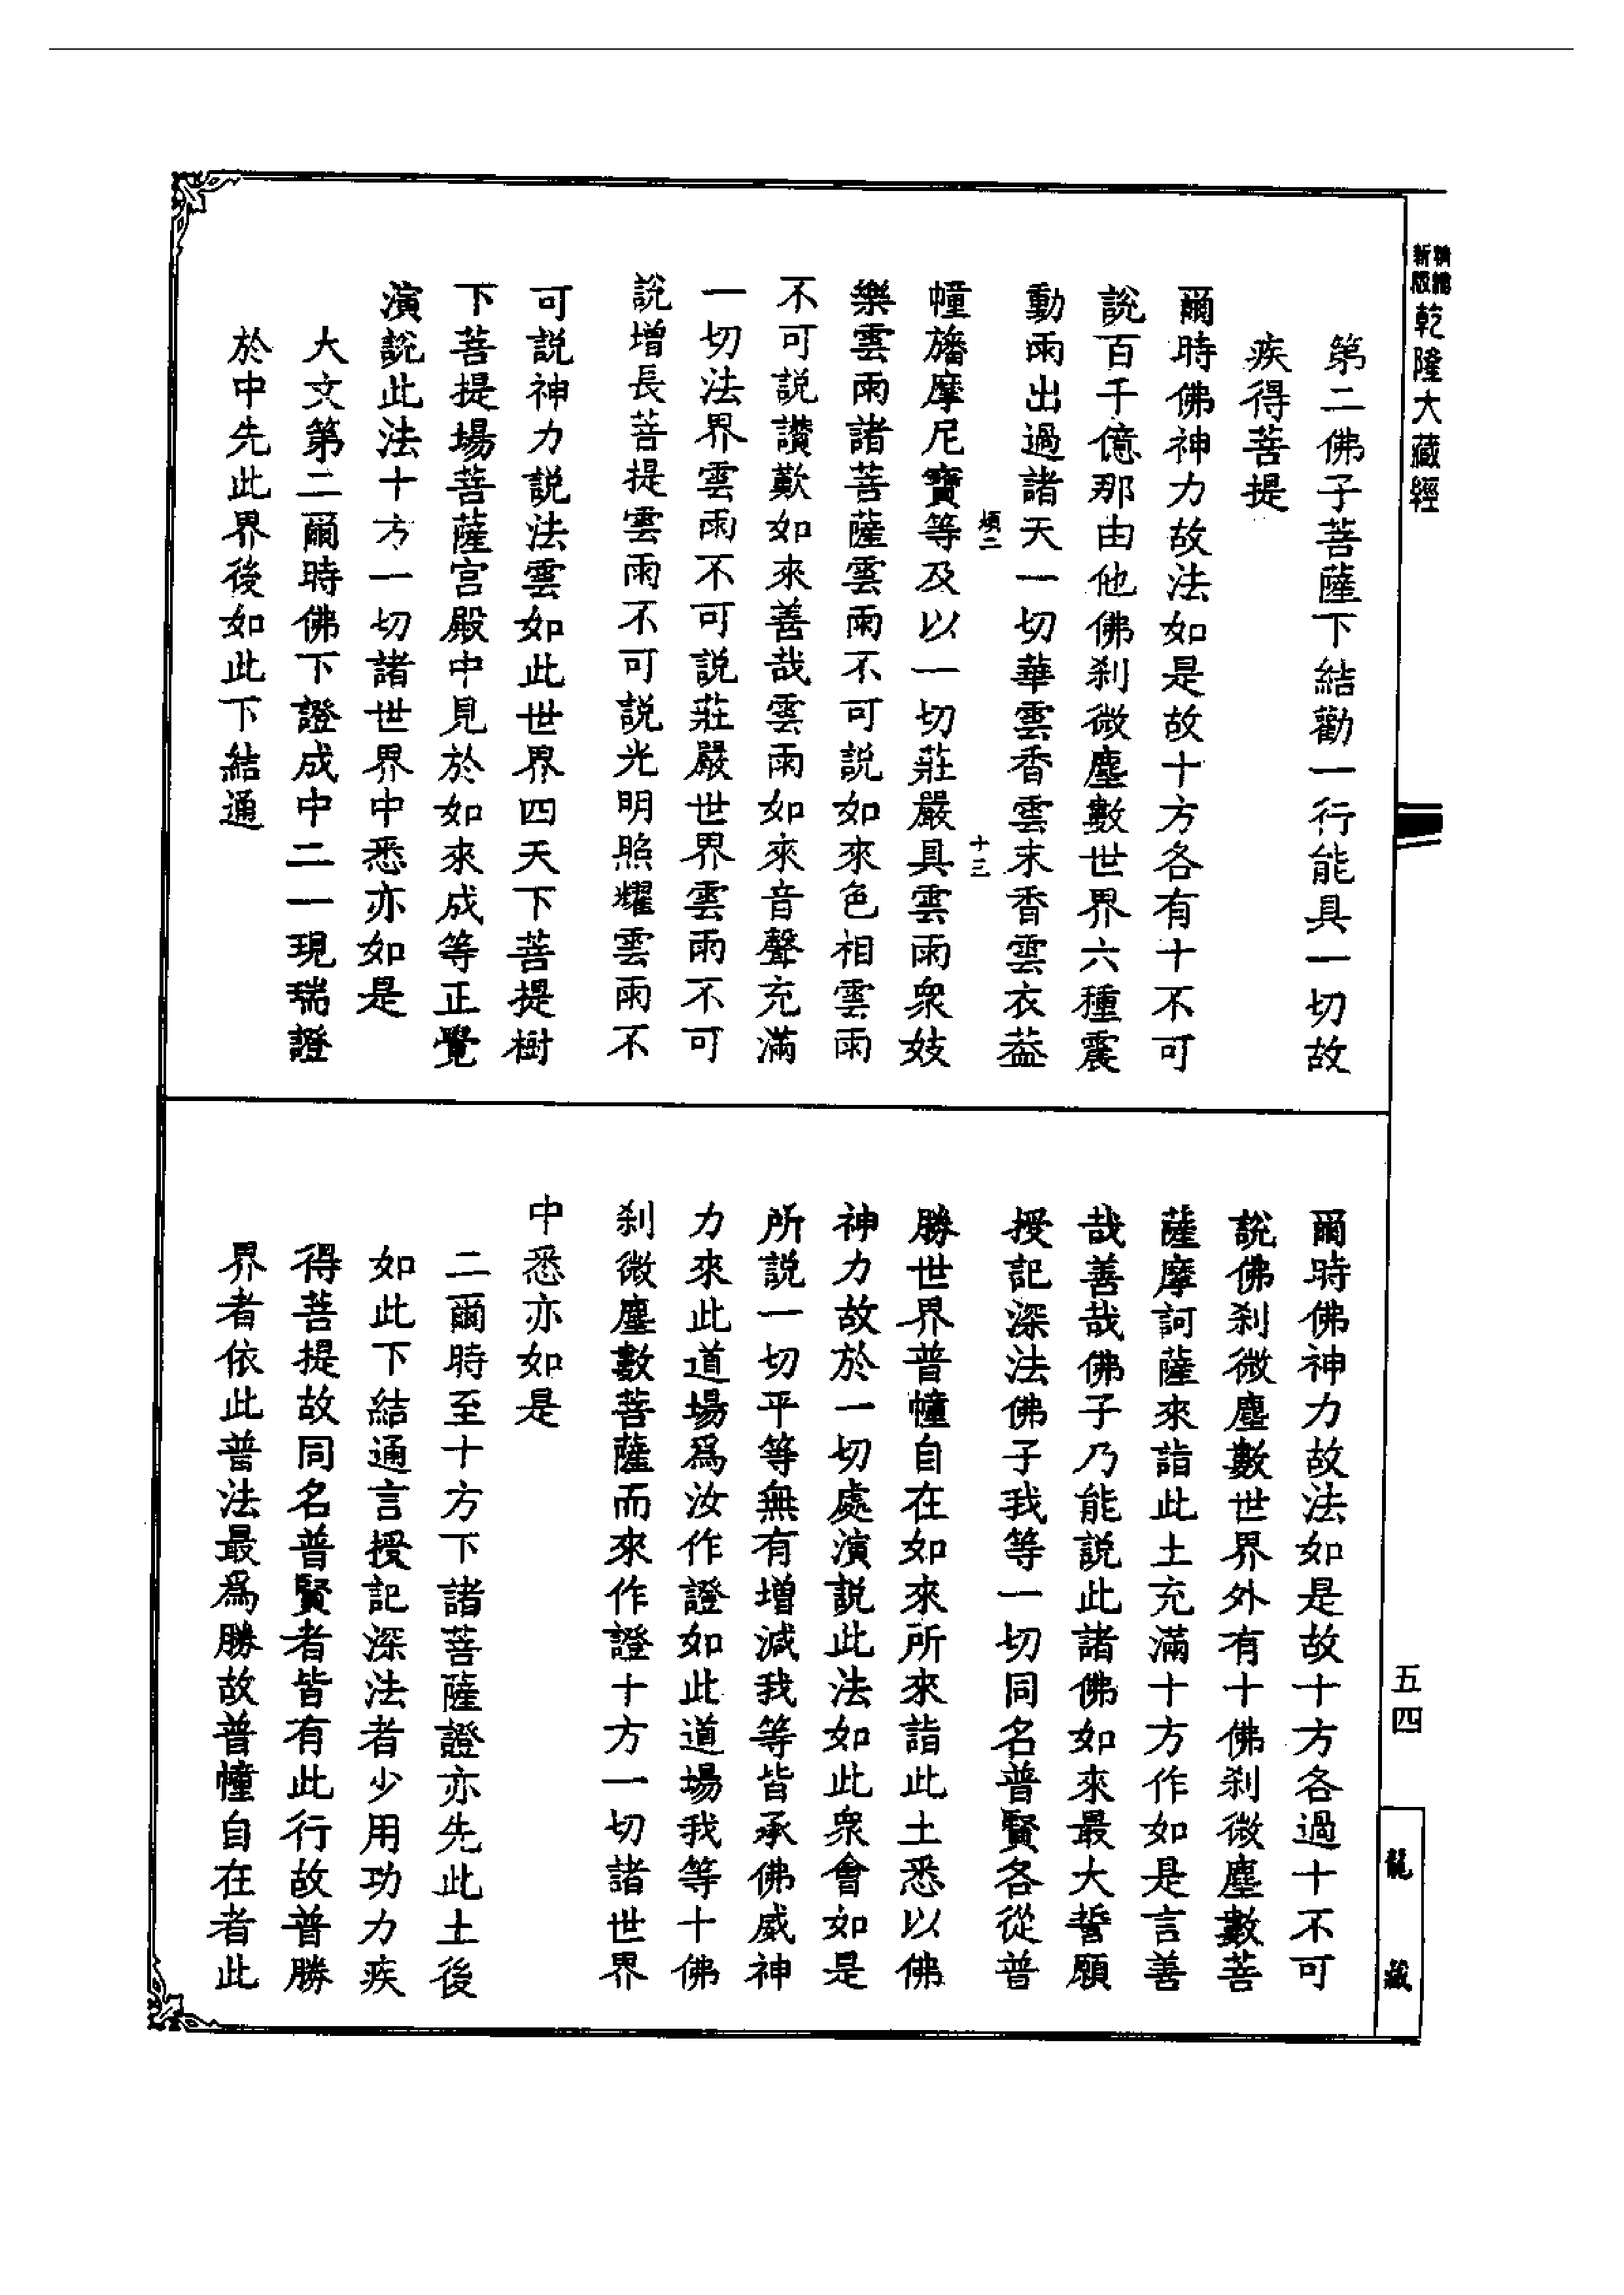 精縮
新版
乾隆大藏經
第二佛子菩薩下結勸一行能具一切故
疾得菩提
爾時佛神力故法如是故十方各有十不可
說百千億那由他佛刹微塵數世界六種震
動雨出過諸天一切華雲香雲末香雲衣葢
煩二
十三
幢旛摩尼寶等及以一切莊嚴具雲雨衆妓
樂雲雨諸菩薩雲雨不可説如來色相雲雨
不可説讚歎如來善哉雲雨如來音聲充滿
一切法界雲雨不可説莊嚴世界雲雨不可
説增長菩提雲雨不可説光明照耀雲雨不
可説神力説法雲如此世界四天下菩提樹
下菩提場菩薩宫殿中見於如來成等正覺
演説此法十方一切諸世界中悉亦如是
大文第二爾時佛下證成中二一現瑞證
於中先此界後如此下結通
爾時佛神力故法如是故十方各過十不可
說佛刹微塵數世界外有十佛刹微塵數菩
薩摩訶薩來詣此土充滿十方作如是言善
哉善哉佛子乃能説此諸佛如來最大誓願
授記深法佛子我等一切同名普賢各從普
勝世界普幢自在如來所來詣此土悉以佛
神力故於一切處演説此法如此衆會如是
所説一切平等無有增減我等皆承佛威神
力來此道場爲汝作證如此道場我等十佛
刹微塵數菩薩而來作證十方一切諸世界
中悉亦如是
二爾時至十方下諸菩薩證亦先此土後
如此下結通言授記深法者少用功力疾
得菩提故同名普賢者皆有此行故普勝
界者依此普法最爲勝故普幢自在者此
五四
龍藏